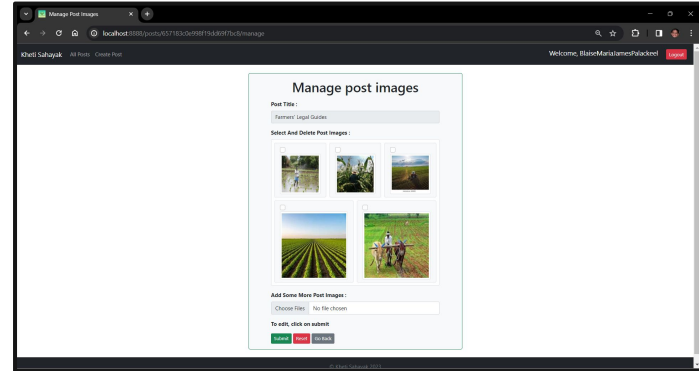 Manage Post Images
localhost:8888/posts/657183c0e998f19dd69f7bc8/manage
Kheti Sahayak All Posts Create Post Welcome, BlaiseMariaJamesPalackeel Logout
Manage post images
Post Title :
Farmers' Legal Guides
Select And Delete Post Images :
Add Some More Post Images :
Choose Files No file chosen
To edit, click on submit
Submit Reset Go Back
© Kheti Sahayak 2023